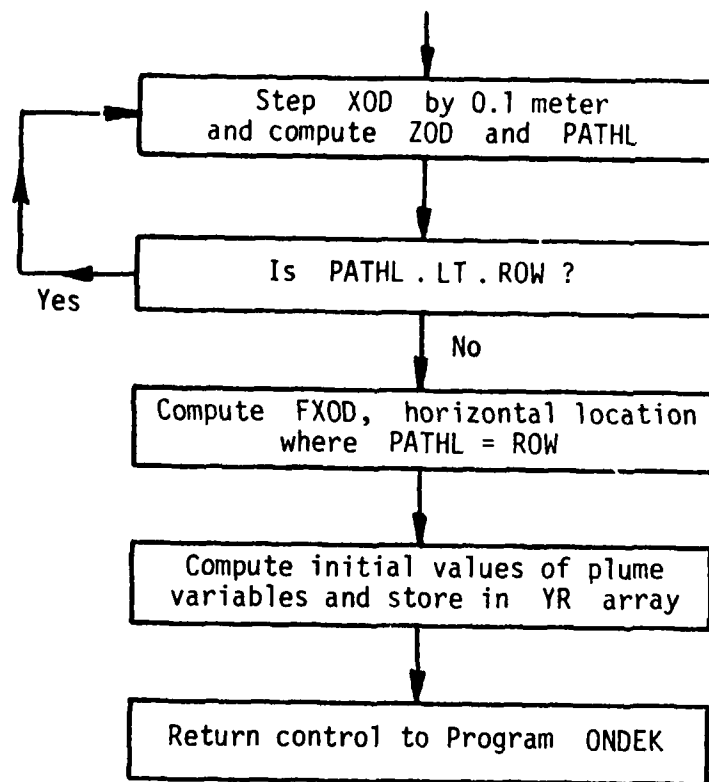 Step XOD by 0.1 meter
and compute ZOD and PATHL
Is PATHL . LT . ROW ?
Yes
No
Compute FXOD, horizontal location
where PATHL = ROW
Compute initial values of plume
variables and store in YR array
Return control to Program ONDEK